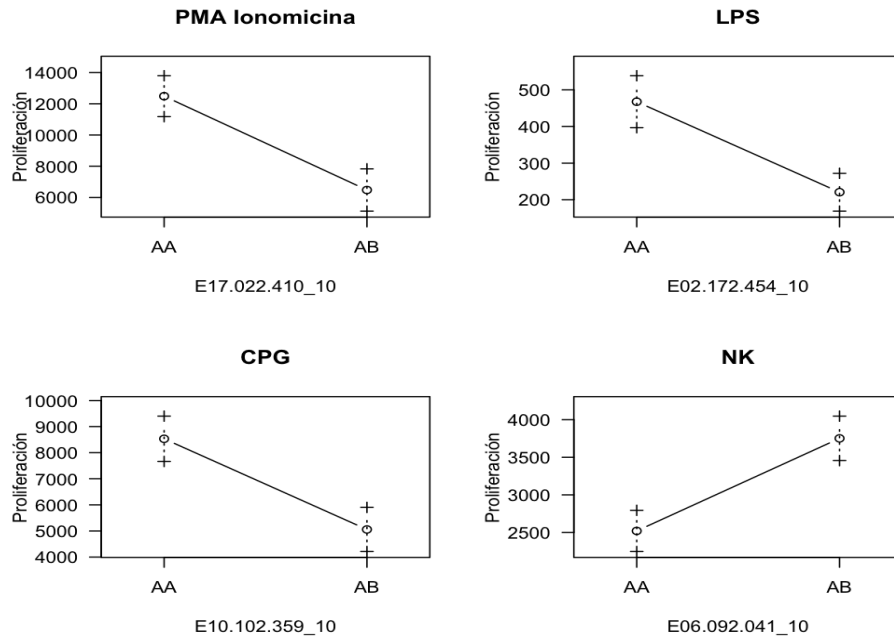 PMA Ionomicina
Proliferación
14000
12000
10000
8000
6000
AA
AB
E17.022.410_10
LPS
Proliferación
500
400
300
200
AA
AB
E02.172.454_10
CPG
Proliferación
10000
9000
8000
7000
6000
5000
4000
AA
AB
E10.102.359_10
NK
Proliferación
4000
3500
3000
2500
AA
AB
E06.092.041_10